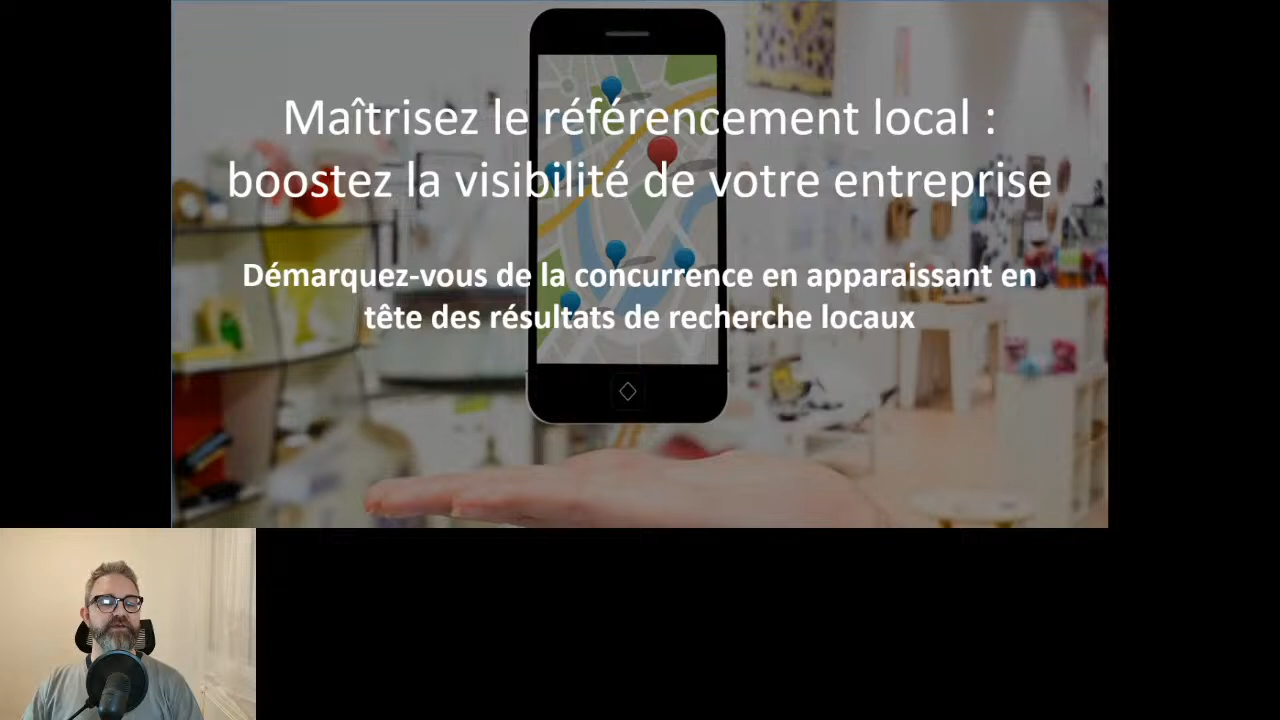 Maîtrisez le référencement local :
boostez la visibilité de votre entreprise
Démarquez-vous de la concurrence en apparaissant en
tête des résultats de recherche locaux